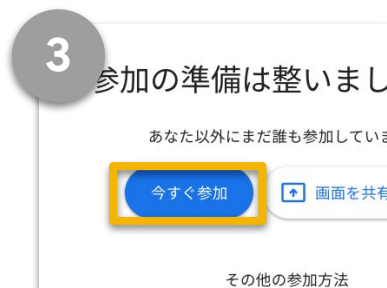 3
参加の準備は整いまし
あなた以外にまだ誰も参加していま
今すぐ参加
画面を共有
その他の参加方法